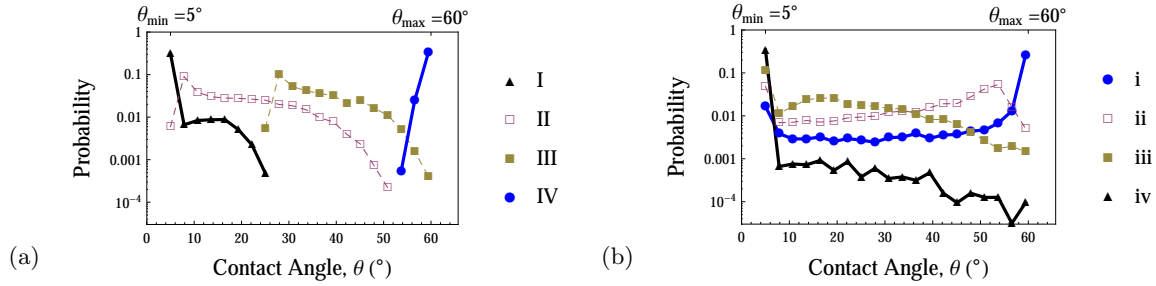 θmin =5°
θmax =60°
1
0.1
0.01
0.001
10⁻⁴
Probability
0 10 20 30 40 50 60
Contact Angle, θ (°)
I
II
III
IV
(a)
θmin =5°
θmax =60°
1
0.1
0.01
0.001
10⁻⁴
Probability
0 10 20 30 40 50 60
Contact Angle, θ (°)
i
ii
iii
iv
(b)